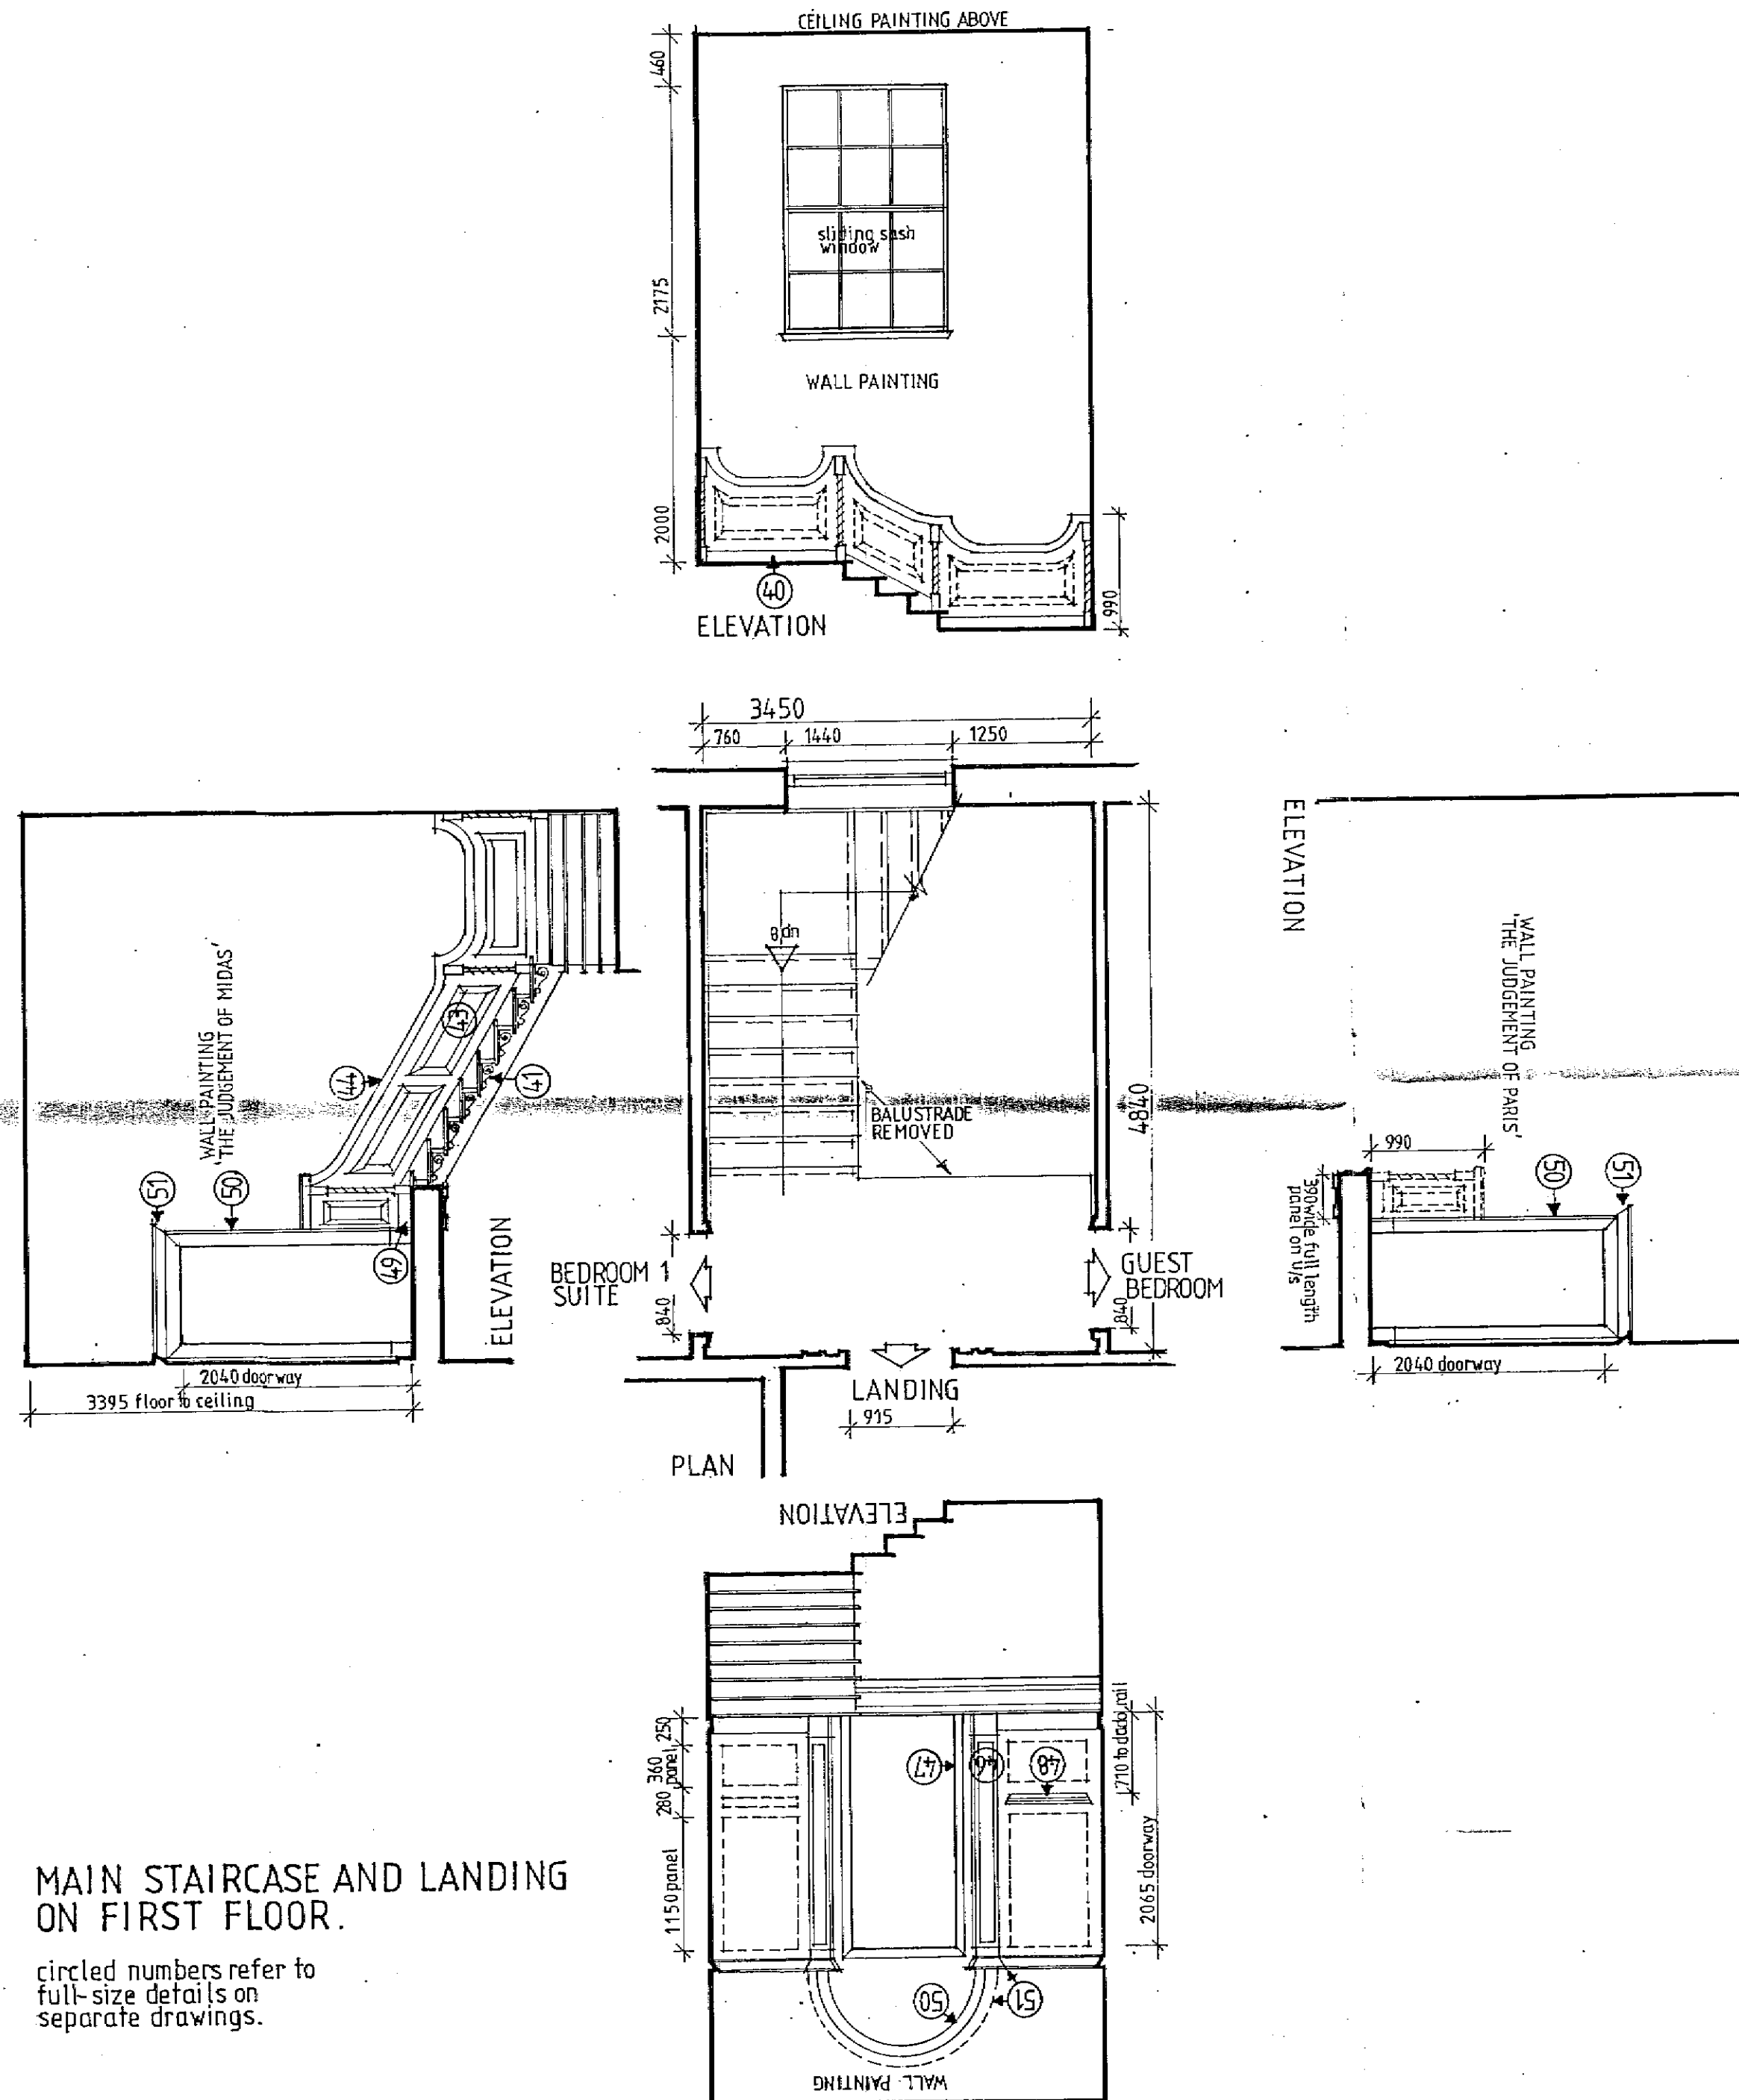 CEILING PAINTING ABOVE
460
2175
2000
sliding sash
window
WALL PAINTING
40
990
ELEVATION
3450
760
1440
1250
8 dn
BALUSTRADE
REMOVED
4840
BEDROOM 1
SUITE
840
GUEST
BEDROOM
840
LANDING
915
PLAN
WALL PAINTING
'THE JUDGEMENT OF MIDAS'
43
44
41
51
50
49
ELEVATION
2040 doorway
3395 floor to ceiling
ELEVATION
WALL PAINTING
'THE JUDGEMENT OF PARIS'
990
390wide full length
panel on U/s
50
51
2040 doorway
ELEVATION
250
360
panel
280
1150 panel
47
46
48
710 to dado rail
2065 doorway
50
51
WALL PAINTING
MAIN STAIRCASE AND LANDING
ON FIRST FLOOR.
circled numbers refer to
full-size details on
separate drawings.